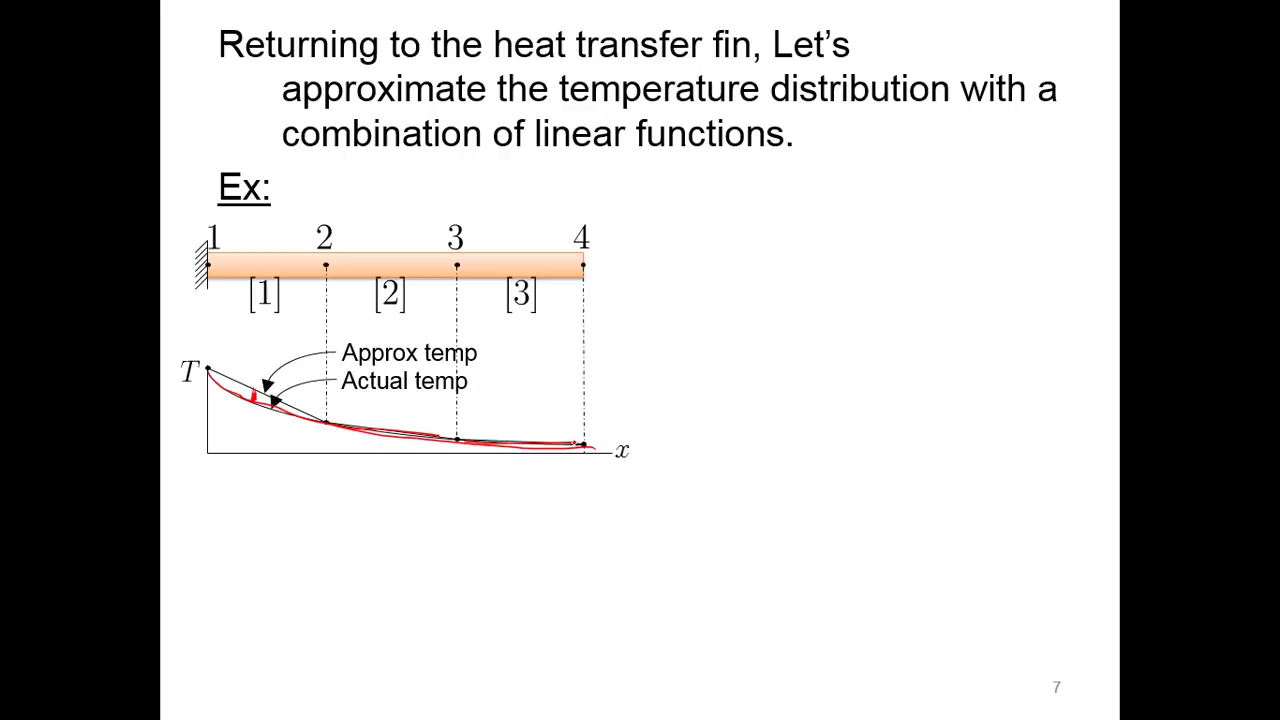 Returning to the heat transfer fin, Let's
approximate the temperature distribution with a
combination of linear functions.
Ex:
1 2 3 4
[1] [2] [3]
Approx temp
T
Actual temp
x
7